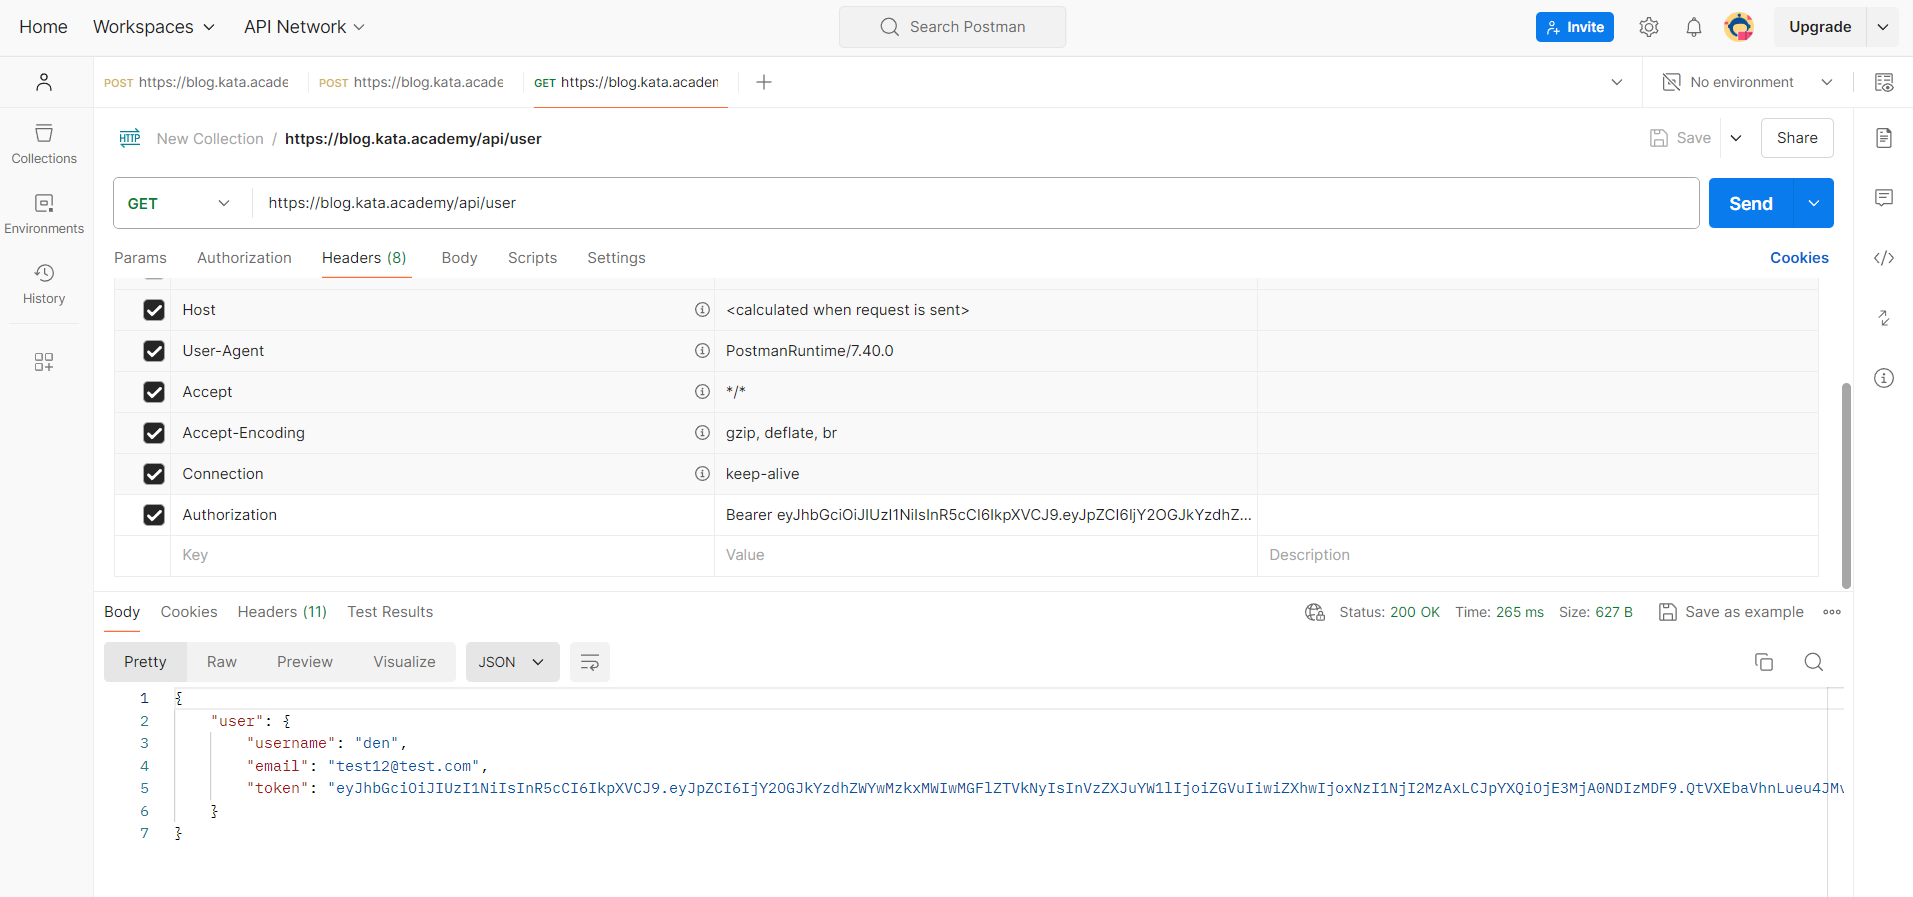 Home Workspaces API Network Search Postman Invite Upgrade
POST https://blog.kata.acade POST https://blog.kata.acade GET https://blog.kata.academ No environment
HTTP New Collection / https://blog.kata.academy/api/user Save Share
GET https://blog.kata.academy/api/user Send
Params Authorization Headers (8) Body Scripts Settings Cookies
Collections
Environments
History
Host <calculated when request is sent>
User-Agent PostmanRuntime/7.40.0
Accept */*
Accept-Encoding gzip, deflate, br
Connection keep-alive
Authorization Bearer eyJhbGciOiJIUzI1NiIsInR5cCI6IkpXVCJ9.eyJpZCI6IjY2OGJkYzdhZ...
Key Value Description
Body Cookies Headers (11) Test Results Status: 200 OK Time: 265 ms Size: 627 B Save as example
Pretty Raw Preview Visualize JSON
1 {
2 "user": {
3 "username": "den",
4 "email": "test12@test.com",
5 "token": "eyJhbGciOiJIUzI1NiIsInR5cCI6IkpXVCJ9.eyJpZCI6IjY2OGJkYzdhZWYwMzkxMWIwMGFlZTVkNyIsInVzZXJuYW1lIjoiZGVuIiwiZXhwIjoxNzI1NjI2MzAxLCJpYXQiOjE3MjA0NDIzMDF9.QtVXEbaVhnLueu4JMv
6 }
7 }